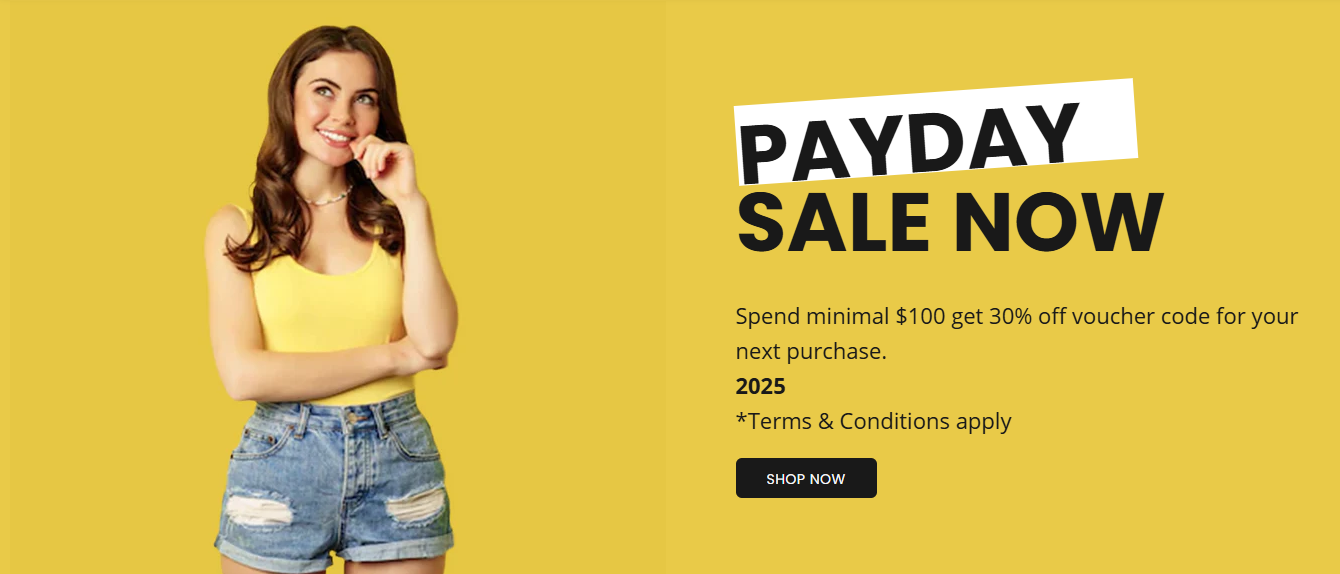 PAYDAY
SALE NOW
Spend minimal $100 get 30% off voucher code for your
next purchase.
2025
*Terms & Conditions apply
SHOP NOW